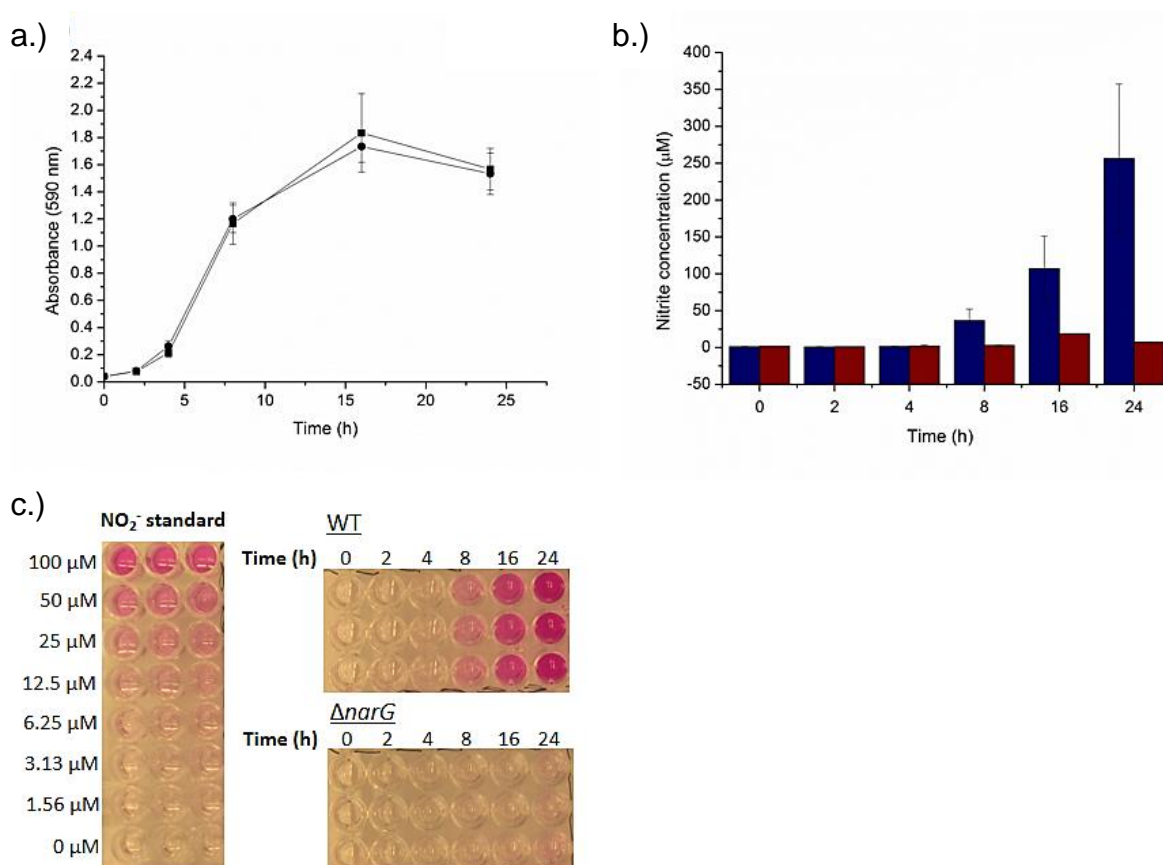 a.)
2.4
2.2
2.0
1.8
1.6
1.4
1.2
1.0
0.8
0.6
0.4
0.2
0.0
Absorbance (590 nm)
0 5 10 15 20 25
Time (h)
b.)
400
350
300
250
200
150
100
50
0
-50
Nitrite concentration (μM)
0 2 4 8 16 24
Time (h)
c.)
NO₂⁻ standard
100 μM
50 μM
25 μM
12.5 μM
6.25 μM
3.13 μM
1.56 μM
0 μM
WT
Time (h) 0 2 4 8 16 24
ΔnarG
Time (h) 0 2 4 8 16 24